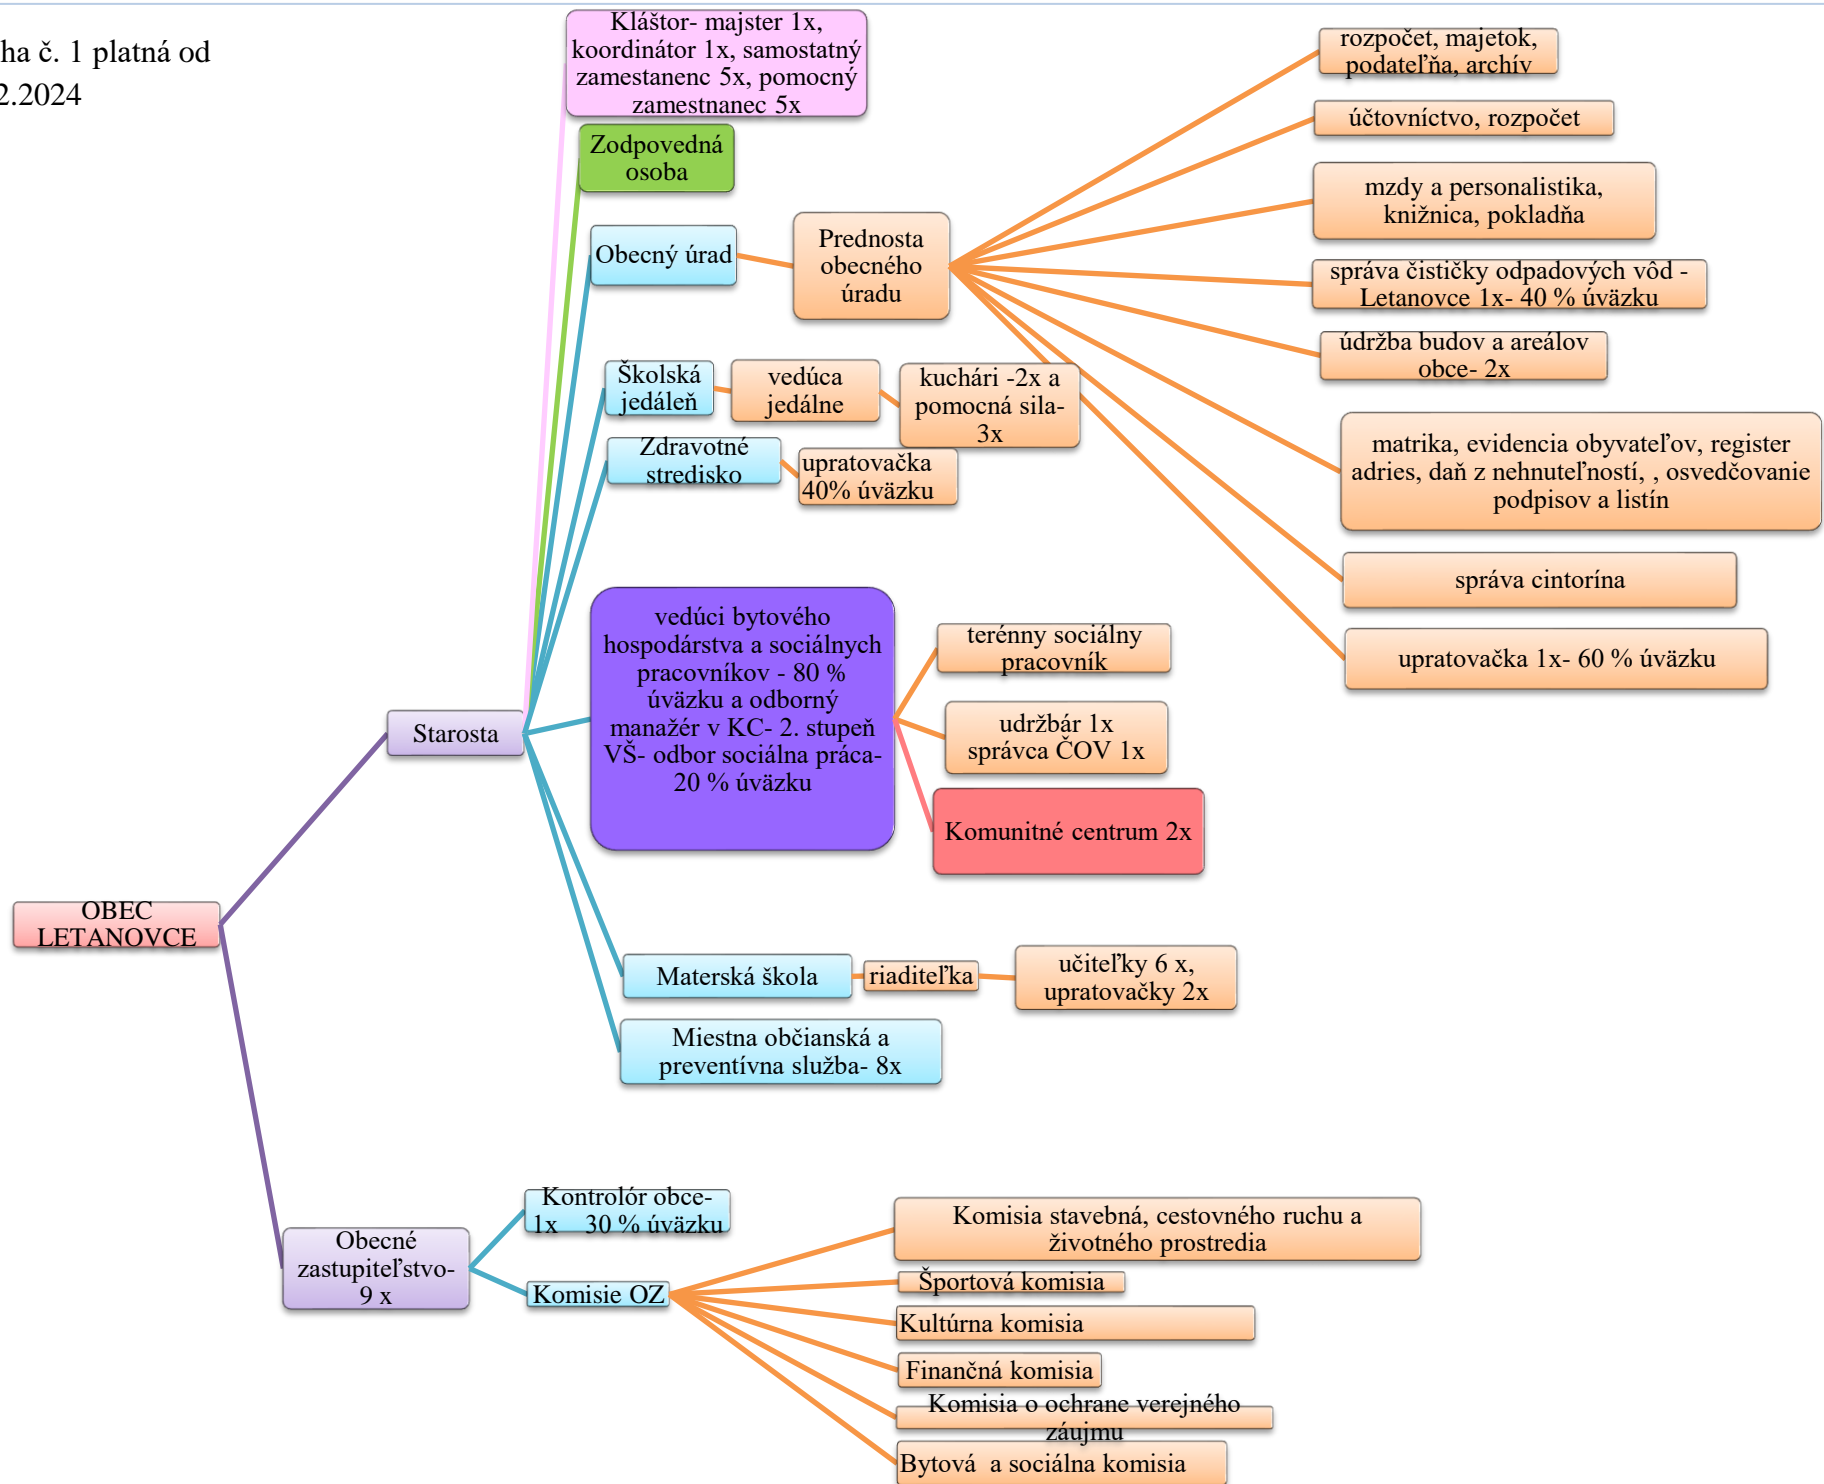 ha č. 1 platná od
2.2024
Kláštor- majster 1x,
koordinátor 1x, samostatný
zamestanenc 5x, pomocný
zamestnanec 5x
Zodpovedná
osoba
Obecný úrad
Prednosta
obecného
úradu
rozpočet, majetok,
podateľňa, archív
účtovníctvo, rozpočet
mzdy a personalistika,
knižnica, pokladňa
správa čističky odpadových vôd -
Letanovce 1x- 40 % úväzku
údržba budov a areálov
obce- 2x
matrika, evidencia obyvateľov, register
adries, daň z nehnuteľností, , osvedčovanie
podpisov a listín
správa cintorína
upratovačka 1x- 60 % úväzku
Školská
jedáleň
vedúca
jedálne
kuchári -2x a
pomocná sila-
3x
Zdravotné
stredisko
upratovačka
40% úväzku
vedúci bytového
hospodárstva a sociálnych
pracovníkov - 80 %
úväzku a odborný
manažér v KC- 2. stupeň
VŠ- odbor sociálna práca-
20 % úväzku
terénny sociálny
pracovník
udržbár 1x
správca ČOV 1x
Komunitné centrum 2x
Starosta
OBEC
LETANOVCE
Materská škola
riaditeľka
učiteľky 6 x,
upratovačky 2x
Miestna občianská a
preventívna služba- 8x
Obecné
zastupiteľstvo-
9 x
Kontrolór obce-
1x    30 % úväzku
Komisie OZ
Komisia stavebná, cestovného ruchu a
životného prostredia
Športová komisia
Kultúrna komisia
Finančná komisia
Komisia o ochrane verejného
záujmu
Bytová  a sociálna komisia